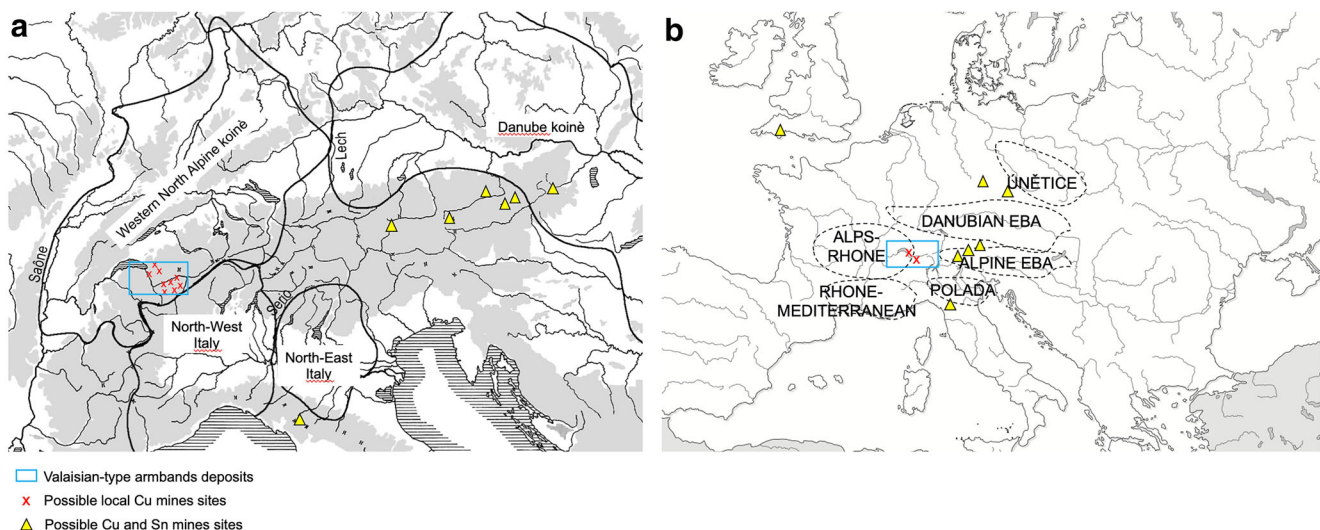 a
Danube koinè
Lech
Western North Alpine koinè
Saône
Serio
North-West
Italy
North-East
Italy
b
ÚNĚTICE
DANUBIAN EBA
ALPS-
RHONE
ALPINE EBA
POLADA
RHONE-
MEDITERRANEAN
Valaisian-type armbands deposits
Possible local Cu mines sites
Possible Cu and Sn mines sites